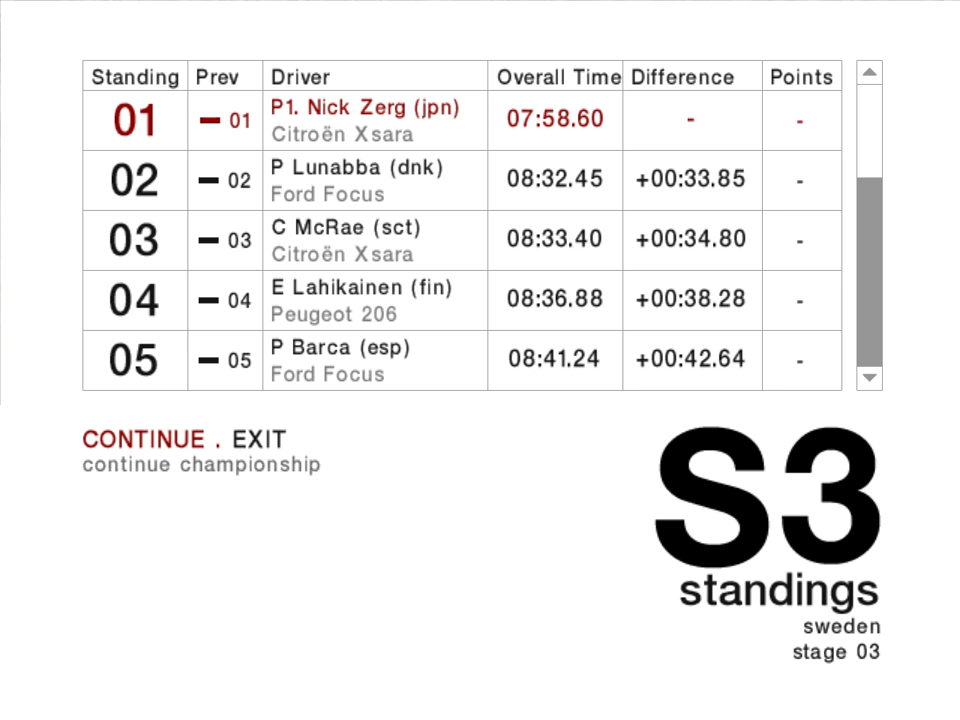 Standing Prev Driver Overall Time Difference Points
01 – 01 P1. Nick Zerg (jpn) 07:58.60 - -
Citroën Xsara
02 – 02 P Lunabba (dnk) 08:32.45 +00:33.85 -
Ford Focus
03 – 03 C McRae (sct) 08:33.40 +00:34.80 -
Citroën Xsara
04 – 04 E Lahikainen (fin) 08:36.88 +00:38.28 -
Peugeot 206
05 – 05 P Barca (esp) 08:41.24 +00:42.64 -
Ford Focus
CONTINUE . EXIT
continue championship
S3
standings
sweden
stage 03